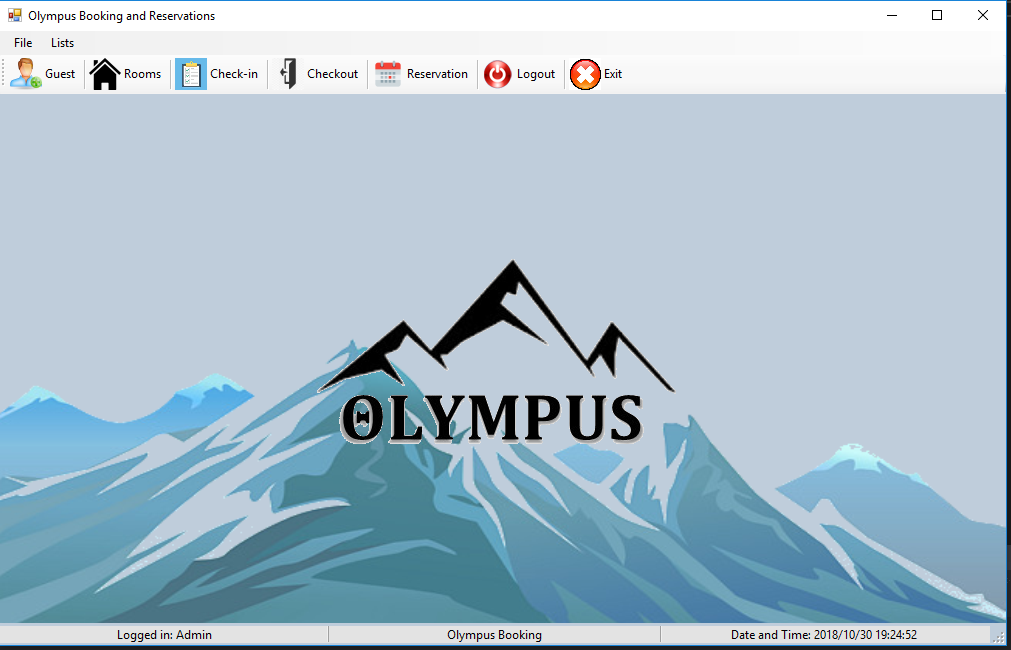 Olympus Booking and Reservations
File Lists
Guest Rooms Check-in Checkout Reservation Logout Exit
ΘLYMPUS
Logged in: Admin Olympus Booking Date and Time: 2018/10/30 19:24:52